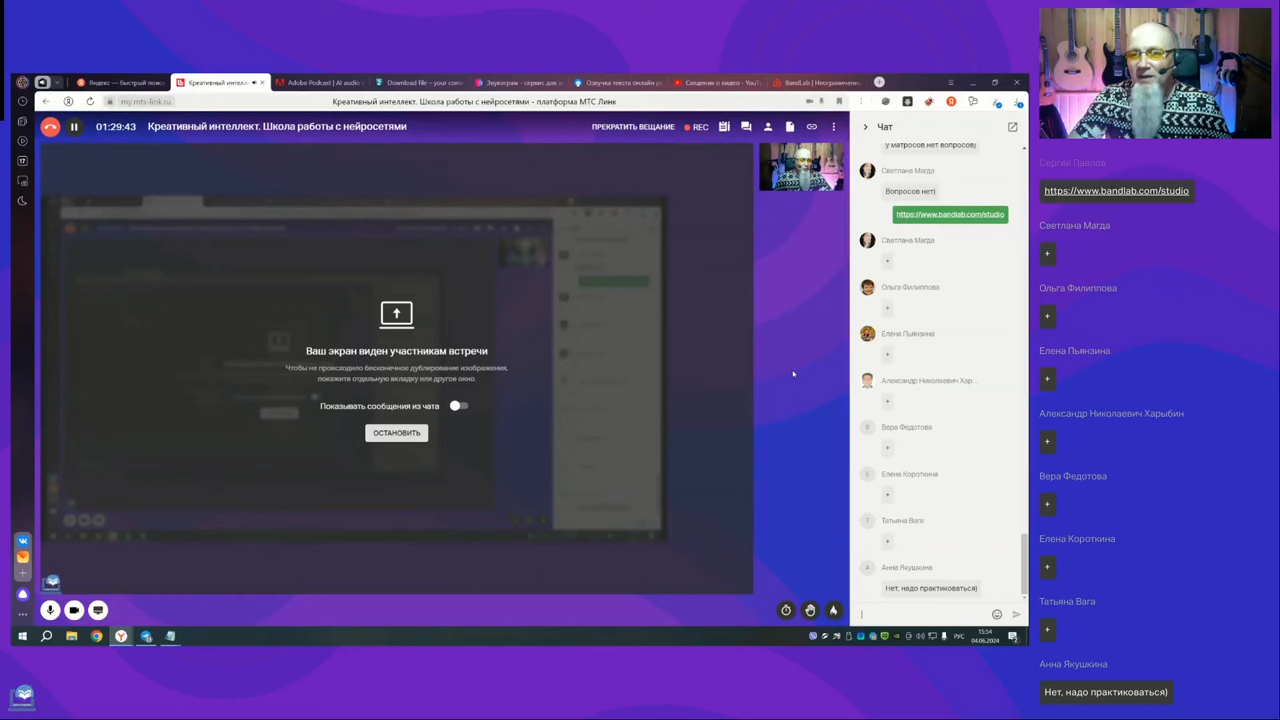 Яндекс — быстрый поиск
Креативный интелл
Adobe Podcast | AI audio
Download file – your com
Звукограм - сервис для
Озвучка текста онлайн р
Сведения о видео - YouT
BandLab | Неограниченн
my.mts-link.ru
Креативный интеллект. Школа работы с нейросетями - платформа МТС Линк
01:29:43
Креативный интеллект. Школа работы с нейросетями
ПРЕКРАТИТЬ ВЕЩАНИЕ
REC
Ваш экран виден участникам встречи
Чтобы не происходило бесконечное дублирование изображения,
покажите отдельную вкладку или другое окно.
Показывать сообщения из чата
ОСТАНОВИТЬ
Чат
у матросов нет вопросов)
Светлана Магда
Вопросов нет)
https://www.bandlab.com/studio
Светлана Магда
+
Ольга Филиппова
+
Елена Пьянзина
+
Александр Николаевич Хар...
+
В
Вера Федотова
+
Е
Елена Короткина
+
Т
Татьяна Вага
+
А
Анна Якушкина
Нет, надо практиковаться)
РУС
15:54
04.06.2024
Сергей Павлов
https://www.bandlab.com/studio
Светлана Магда
+
Ольга Филиппова
+
Елена Пьянзина
+
Александр Николаевич Харыбин
+
Вера Федотова
+
Елена Короткина
+
Татьяна Вага
+
Анна Якушкина
Нет, надо практиковаться)